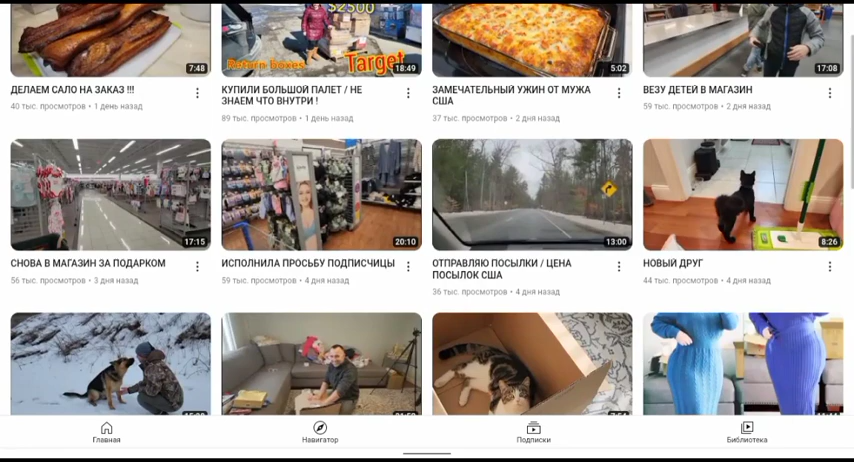 $2500
Return boxes
Target
7:48
18:49
5:02
17:08
ДЕЛАЕМ САЛО НА ЗАКАЗ !!!
40 тыс. просмотров • 1 день назад
КУПИЛИ БОЛЬШОЙ ПАЛЕТ / НЕ
ЗНАЕМ ЧТО ВНУТРИ !
89 тыс. просмотров • 1 день назад
ЗАМЕЧАТЕЛЬНЫЙ УЖИН ОТ МУЖА
США
37 тыс. просмотров • 2 дня назад
ВЕЗУ ДЕТЕЙ В МАГАЗИН
59 тыс. просмотров • 2 дня назад
17:15
20:10
13:00
8:26
СНОВА В МАГАЗИН ЗА ПОДАРКОМ
56 тыс. просмотров • 3 дня назад
ИСПОЛНИЛА ПРОСЬБУ ПОДПИСЧИЦЫ
59 тыс. просмотров • 4 дня назад
ОТПРАВЛЯЮ ПОСЫЛКИ / ЦЕНА
ПОСЫЛОК США
36 тыс. просмотров • 4 дня назад
НОВЫЙ ДРУГ
44 тыс. просмотров • 4 дня назад
Главная
Навигатор
Подписки
Библиотека